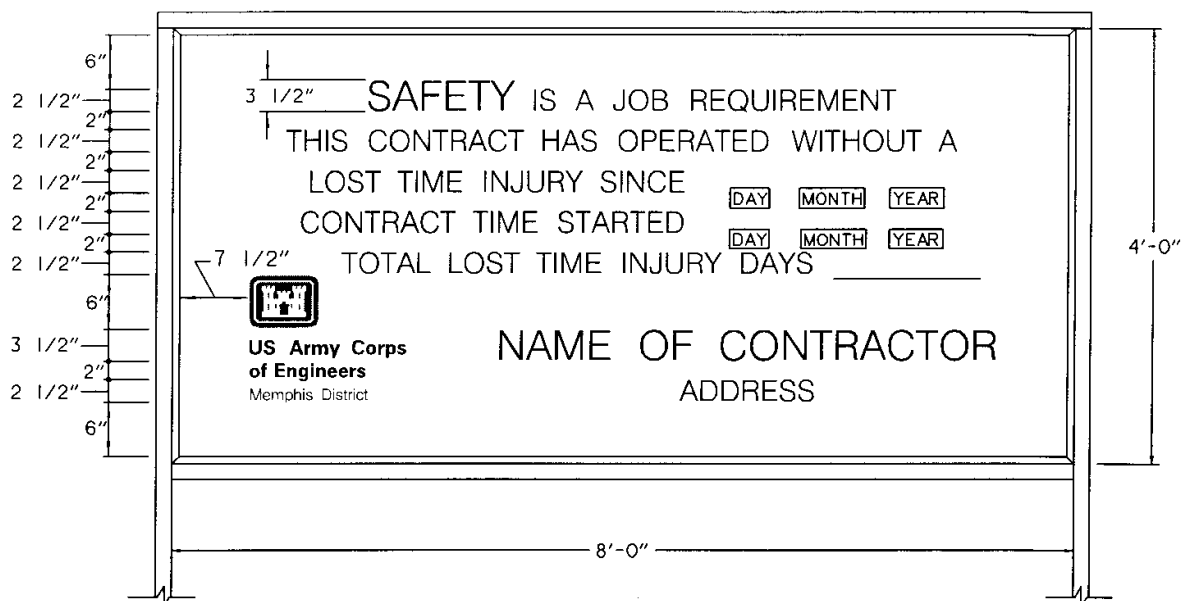 6"
2 1/2"
3 1/2" SAFETY IS A JOB REQUIREMENT
2"
2 1/2" THIS CONTRACT HAS OPERATED WITHOUT A
2"
2 1/2" LOST TIME INJURY SINCE DAY MONTH YEAR
2"
2 1/2" CONTRACT TIME STARTED DAY MONTH YEAR
2"
2 1/2" 7 1/2" TOTAL LOST TIME INJURY DAYS
4'-0"
6"
3 1/2" NAME OF CONTRACTOR
US Army Corps
of Engineers
Memphis District
2"
2 1/2" ADDRESS
6"
8'-0"